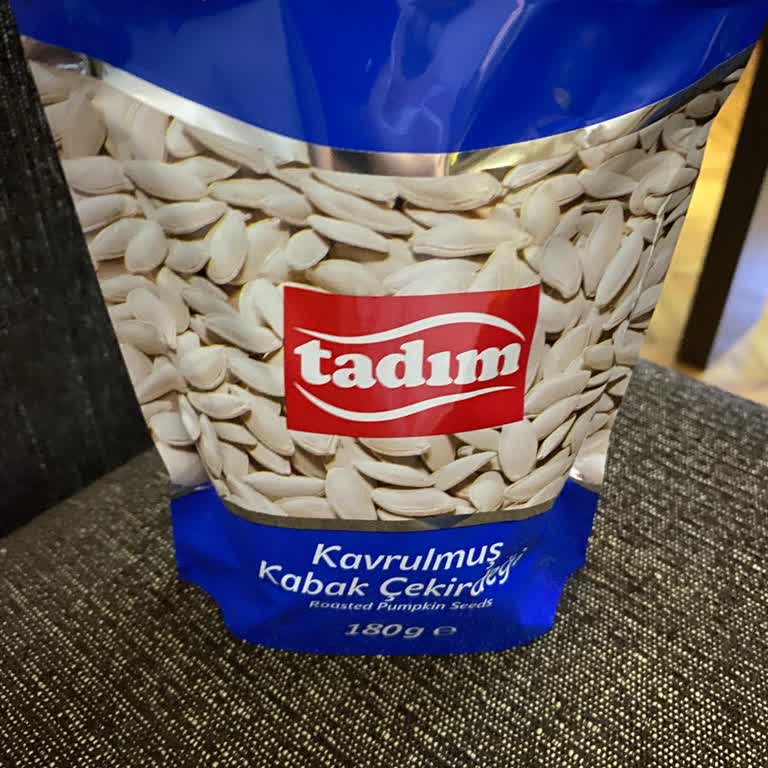 tadım
Kavrulmuş
Kabak Çekirdeği
Roasted Pumpkin Seeds
180g ℮